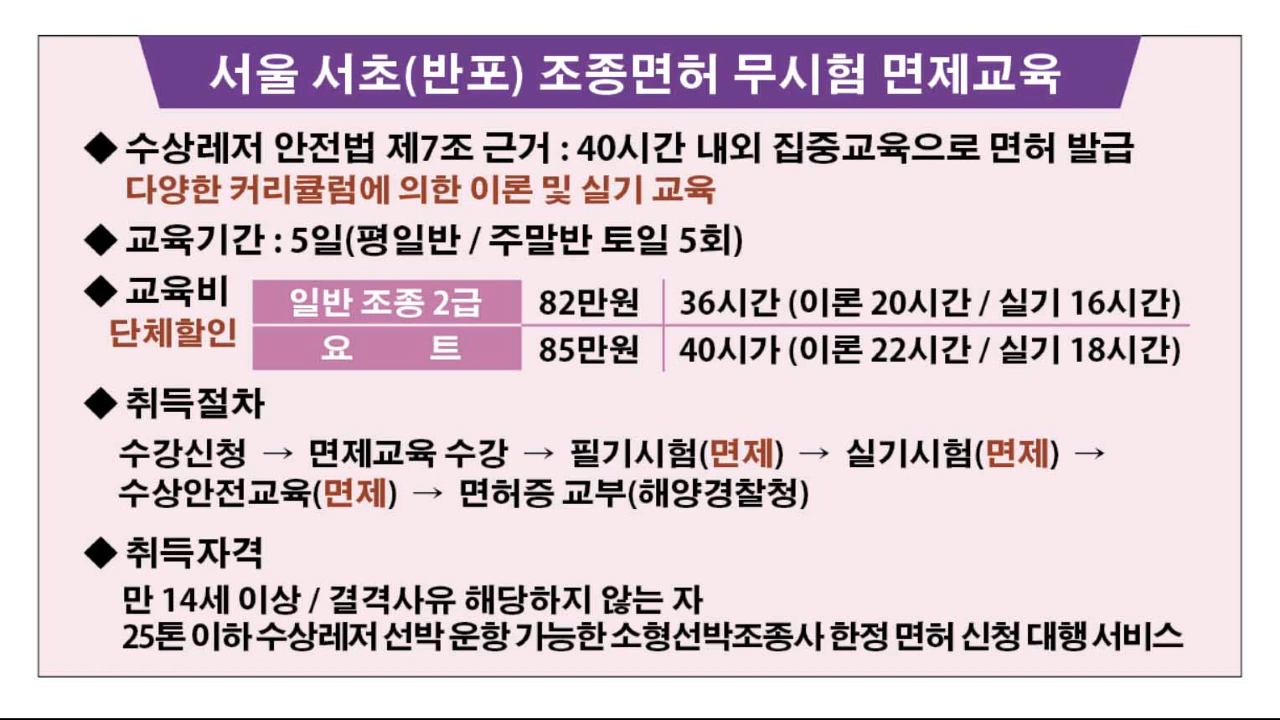 서울 서초(반포) 조종면허 무시험 면제교육
◆ 수상레저 안전법 제7조 근거 : 40시간 내외 집중교육으로 면허 발급
다양한 커리큘럼에 의한 이론 및 실기 교육
◆ 교육기간 : 5일(평일반 / 주말반 토일 5회)
◆ 교육비
단체할인
일반 조종 2급 82만원 36시간 (이론 20시간 / 실기 16시간)
요 트 85만원 40시가 (이론 22시간 / 실기 18시간)
◆ 취득절차
수강신청 → 면제교육 수강 → 필기시험(면제) → 실기시험(면제) →
수상안전교육(면제) → 면허증 교부(해양경찰청)
◆ 취득자격
만 14세 이상 / 결격사유 해당하지 않는 자
25톤 이하 수상레저 선박 운항 가능한 소형선박조종사 한정 면허 신청 대행 서비스